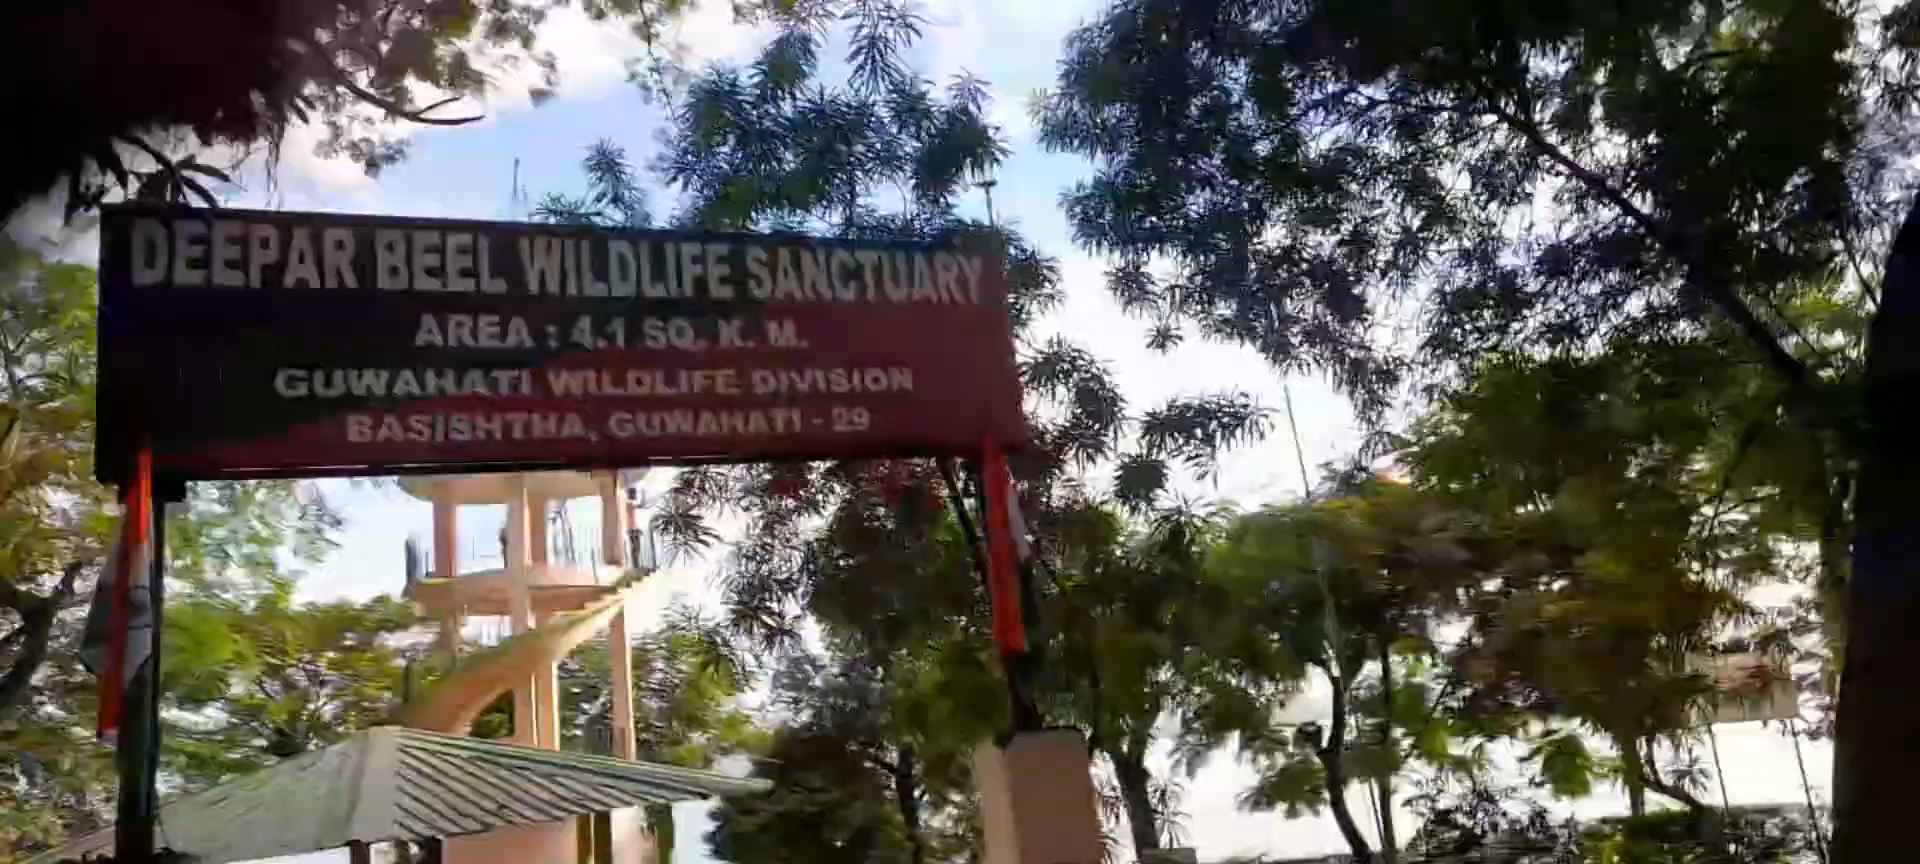 DEEPAR BEEL WILDLIFE SANCTUARY
AREA : 4.1 SQ. K. M.
GUWAHATI WILDLIFE DIVISION
BASISHTHA, GUWAHATI - 29